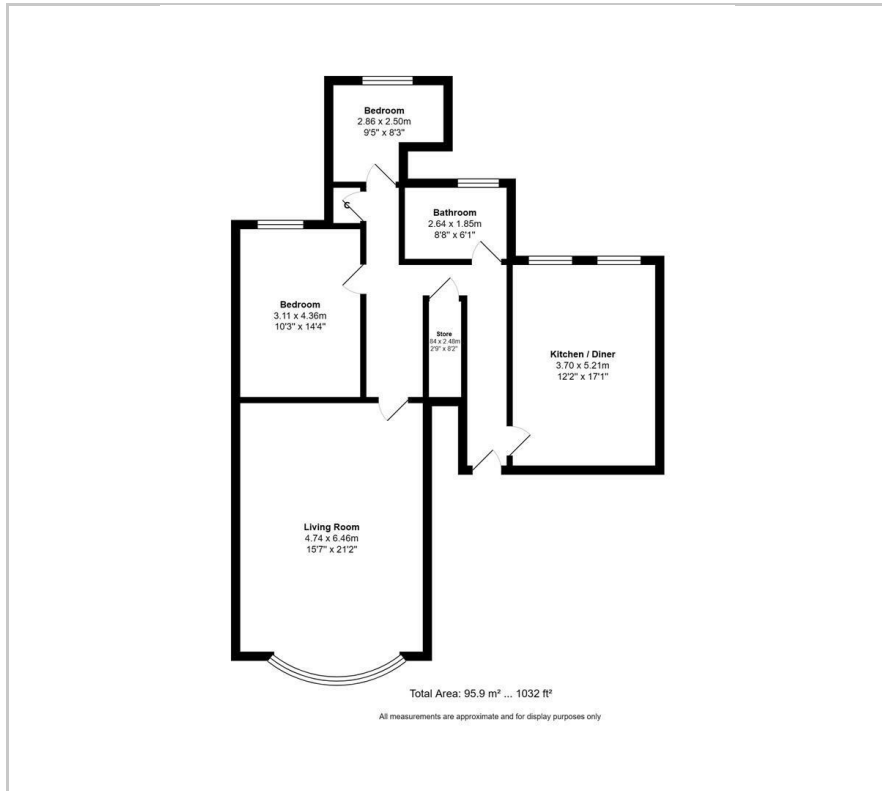 Bedroom
2.86 x 2.50m
9'5" x 8'3"
C
Bathroom
2.64 x 1.85m
8'8" x 6'1"
Bedroom
3.11 x 4.36m
10'3" x 14'4"
Store
.84 x 2.48m
2'9" x 8'2"
Kitchen / Diner
3.70 x 5.21m
12'2" x 17'1"
Living Room
4.74 x 6.46m
15'7" x 21'2"
Total Area: 95.9 m² ... 1032 ft²
All measurements are approximate and for display purposes only